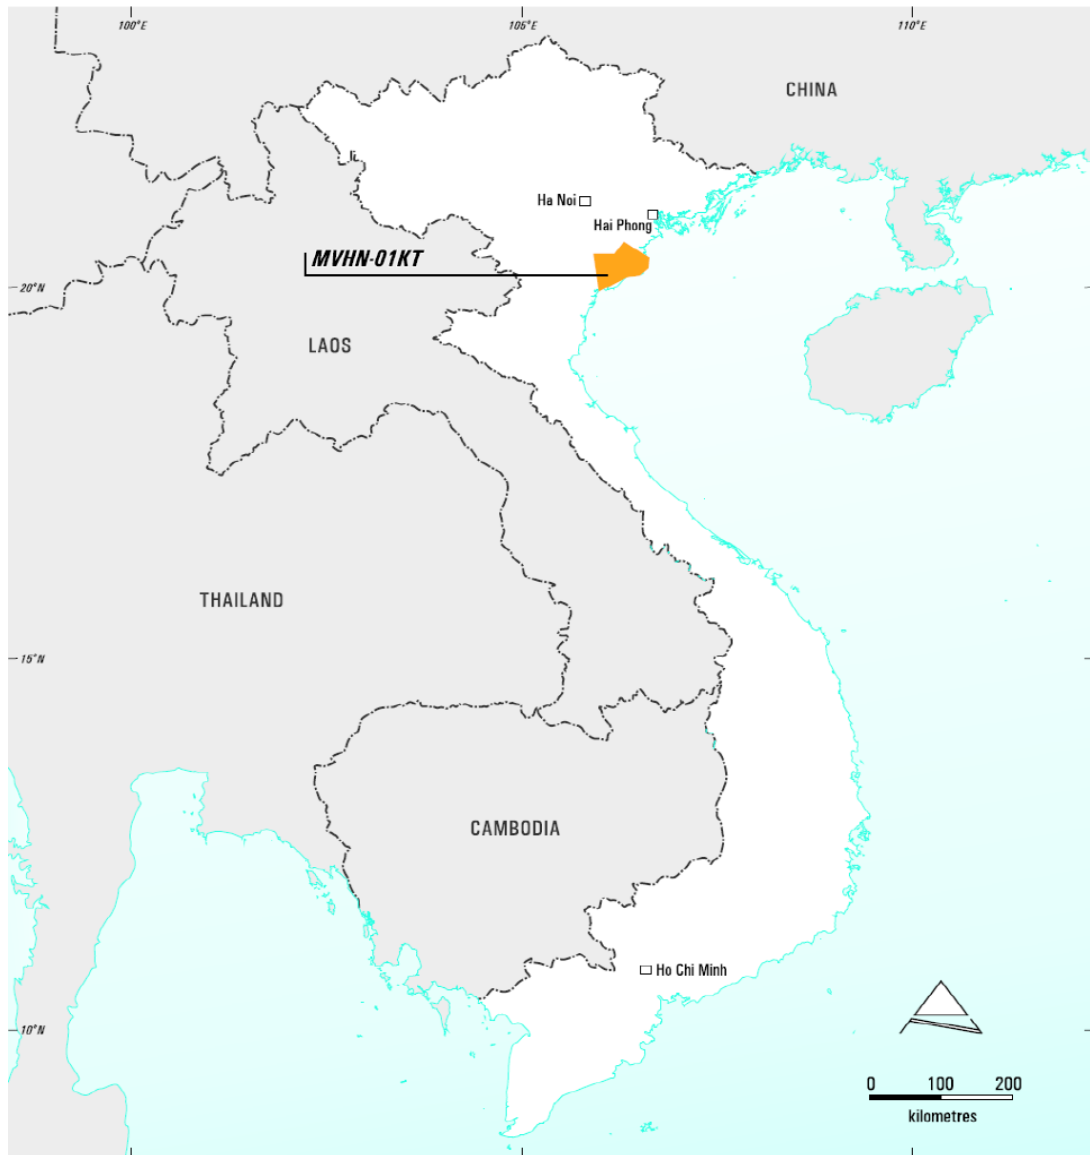 100°E
105°E
110°E
CHINA
Ha Noi
Hai Phong
MVHN-01KT
20°N
LAOS
THAILAND
15°N
CAMBODIA
Ho Chi Minh
10°N
0 100 200
kilometres